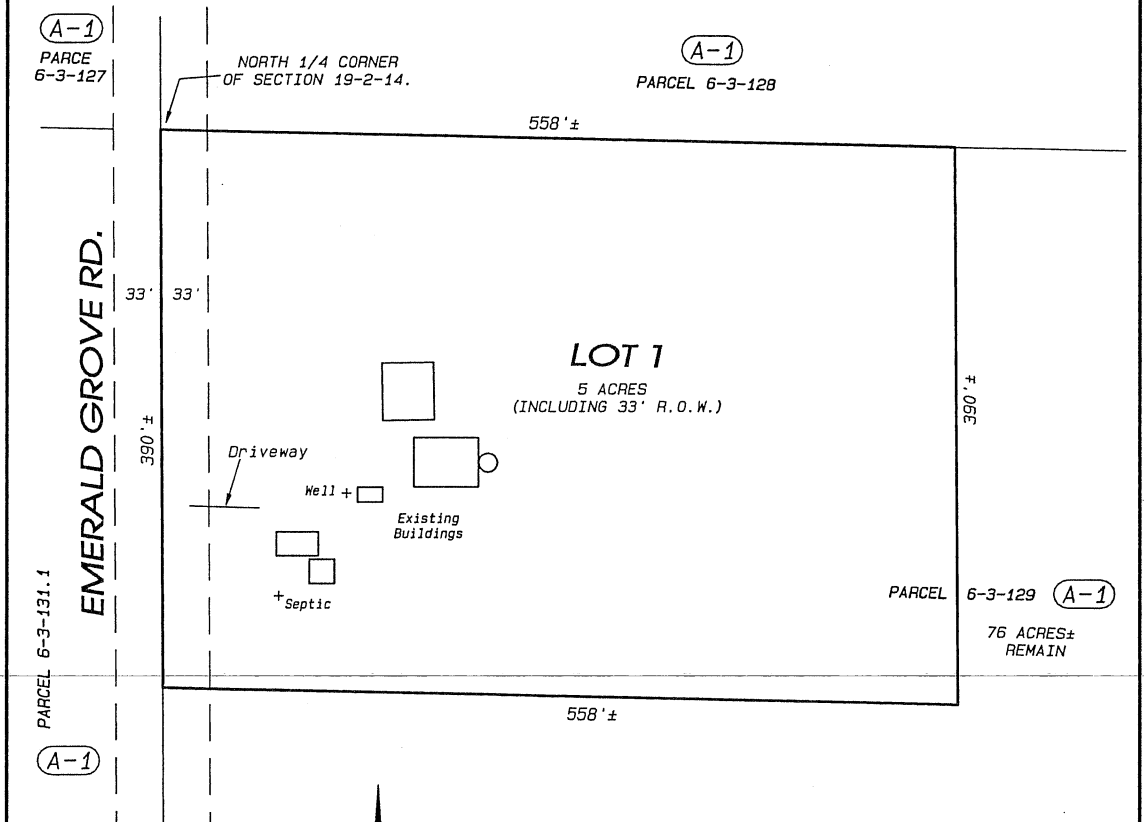 A-1
PARCE
6-3-127
NORTH 1/4 CORNER
OF SECTION 19-2-14.
A-1
PARCEL 6-3-128
558'±
EMERALD GROVE RD.
33'
33'
LOT 1
5 ACRES
(INCLUDING 33' R.O.W.)
390'±
390'±
Driveway
Well
Existing
Buildings
Septic
PARCEL 6-3-129 A-1
76 ACRES±
REMAIN
PARCEL 6-3-131.1
A-1
558'±